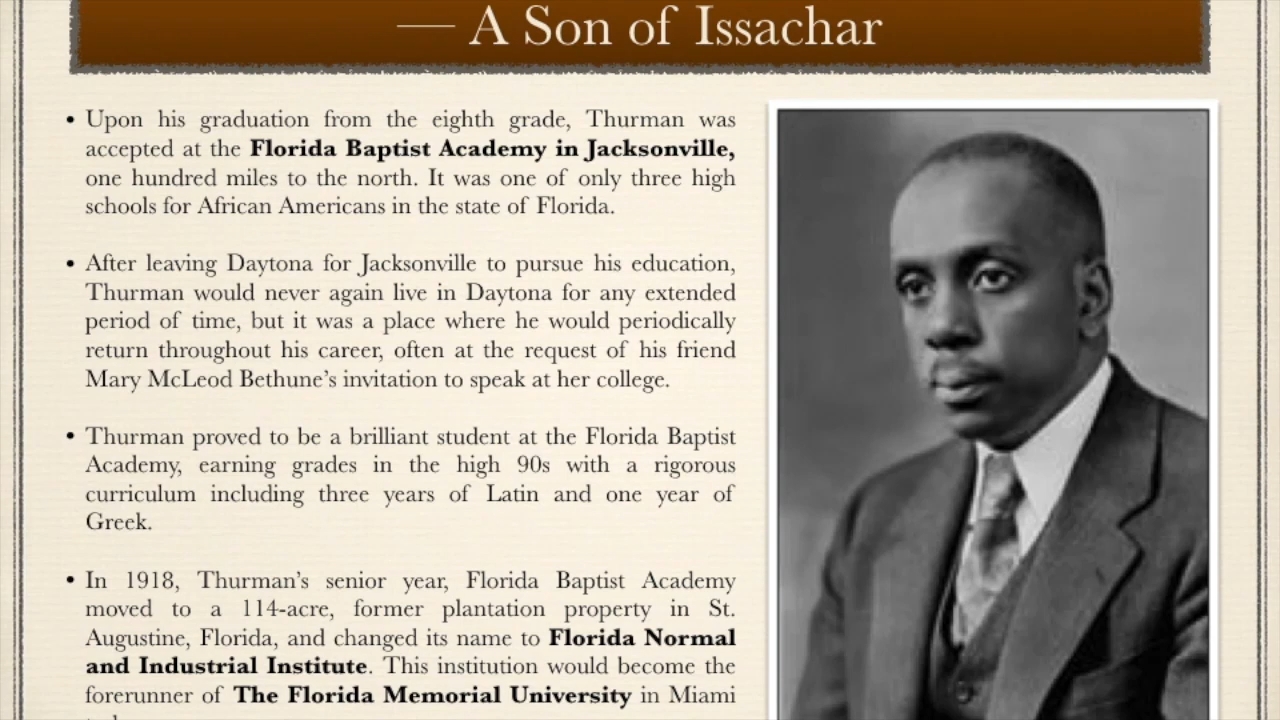 — A Son of Issachar
• Upon his graduation from the eighth grade, Thurman was
accepted at the Florida Baptist Academy in Jacksonville,
one hundred miles to the north. It was one of only three high
schools for African Americans in the state of Florida.
• After leaving Daytona for Jacksonville to pursue his education,
Thurman would never again live in Daytona for any extended
period of time, but it was a place where he would periodically
return throughout his career, often at the request of his friend
Mary McLeod Bethune’s invitation to speak at her college.
• Thurman proved to be a brilliant student at the Florida Baptist
Academy, earning grades in the high 90s with a rigorous
curriculum including three years of Latin and one year of
Greek.
• In 1918, Thurman’s senior year, Florida Baptist Academy
moved to a 114-acre, former plantation property in St.
Augustine, Florida, and changed its name to Florida Normal
and Industrial Institute. This institution would become the
forerunner of The Florida Memorial University in Miami